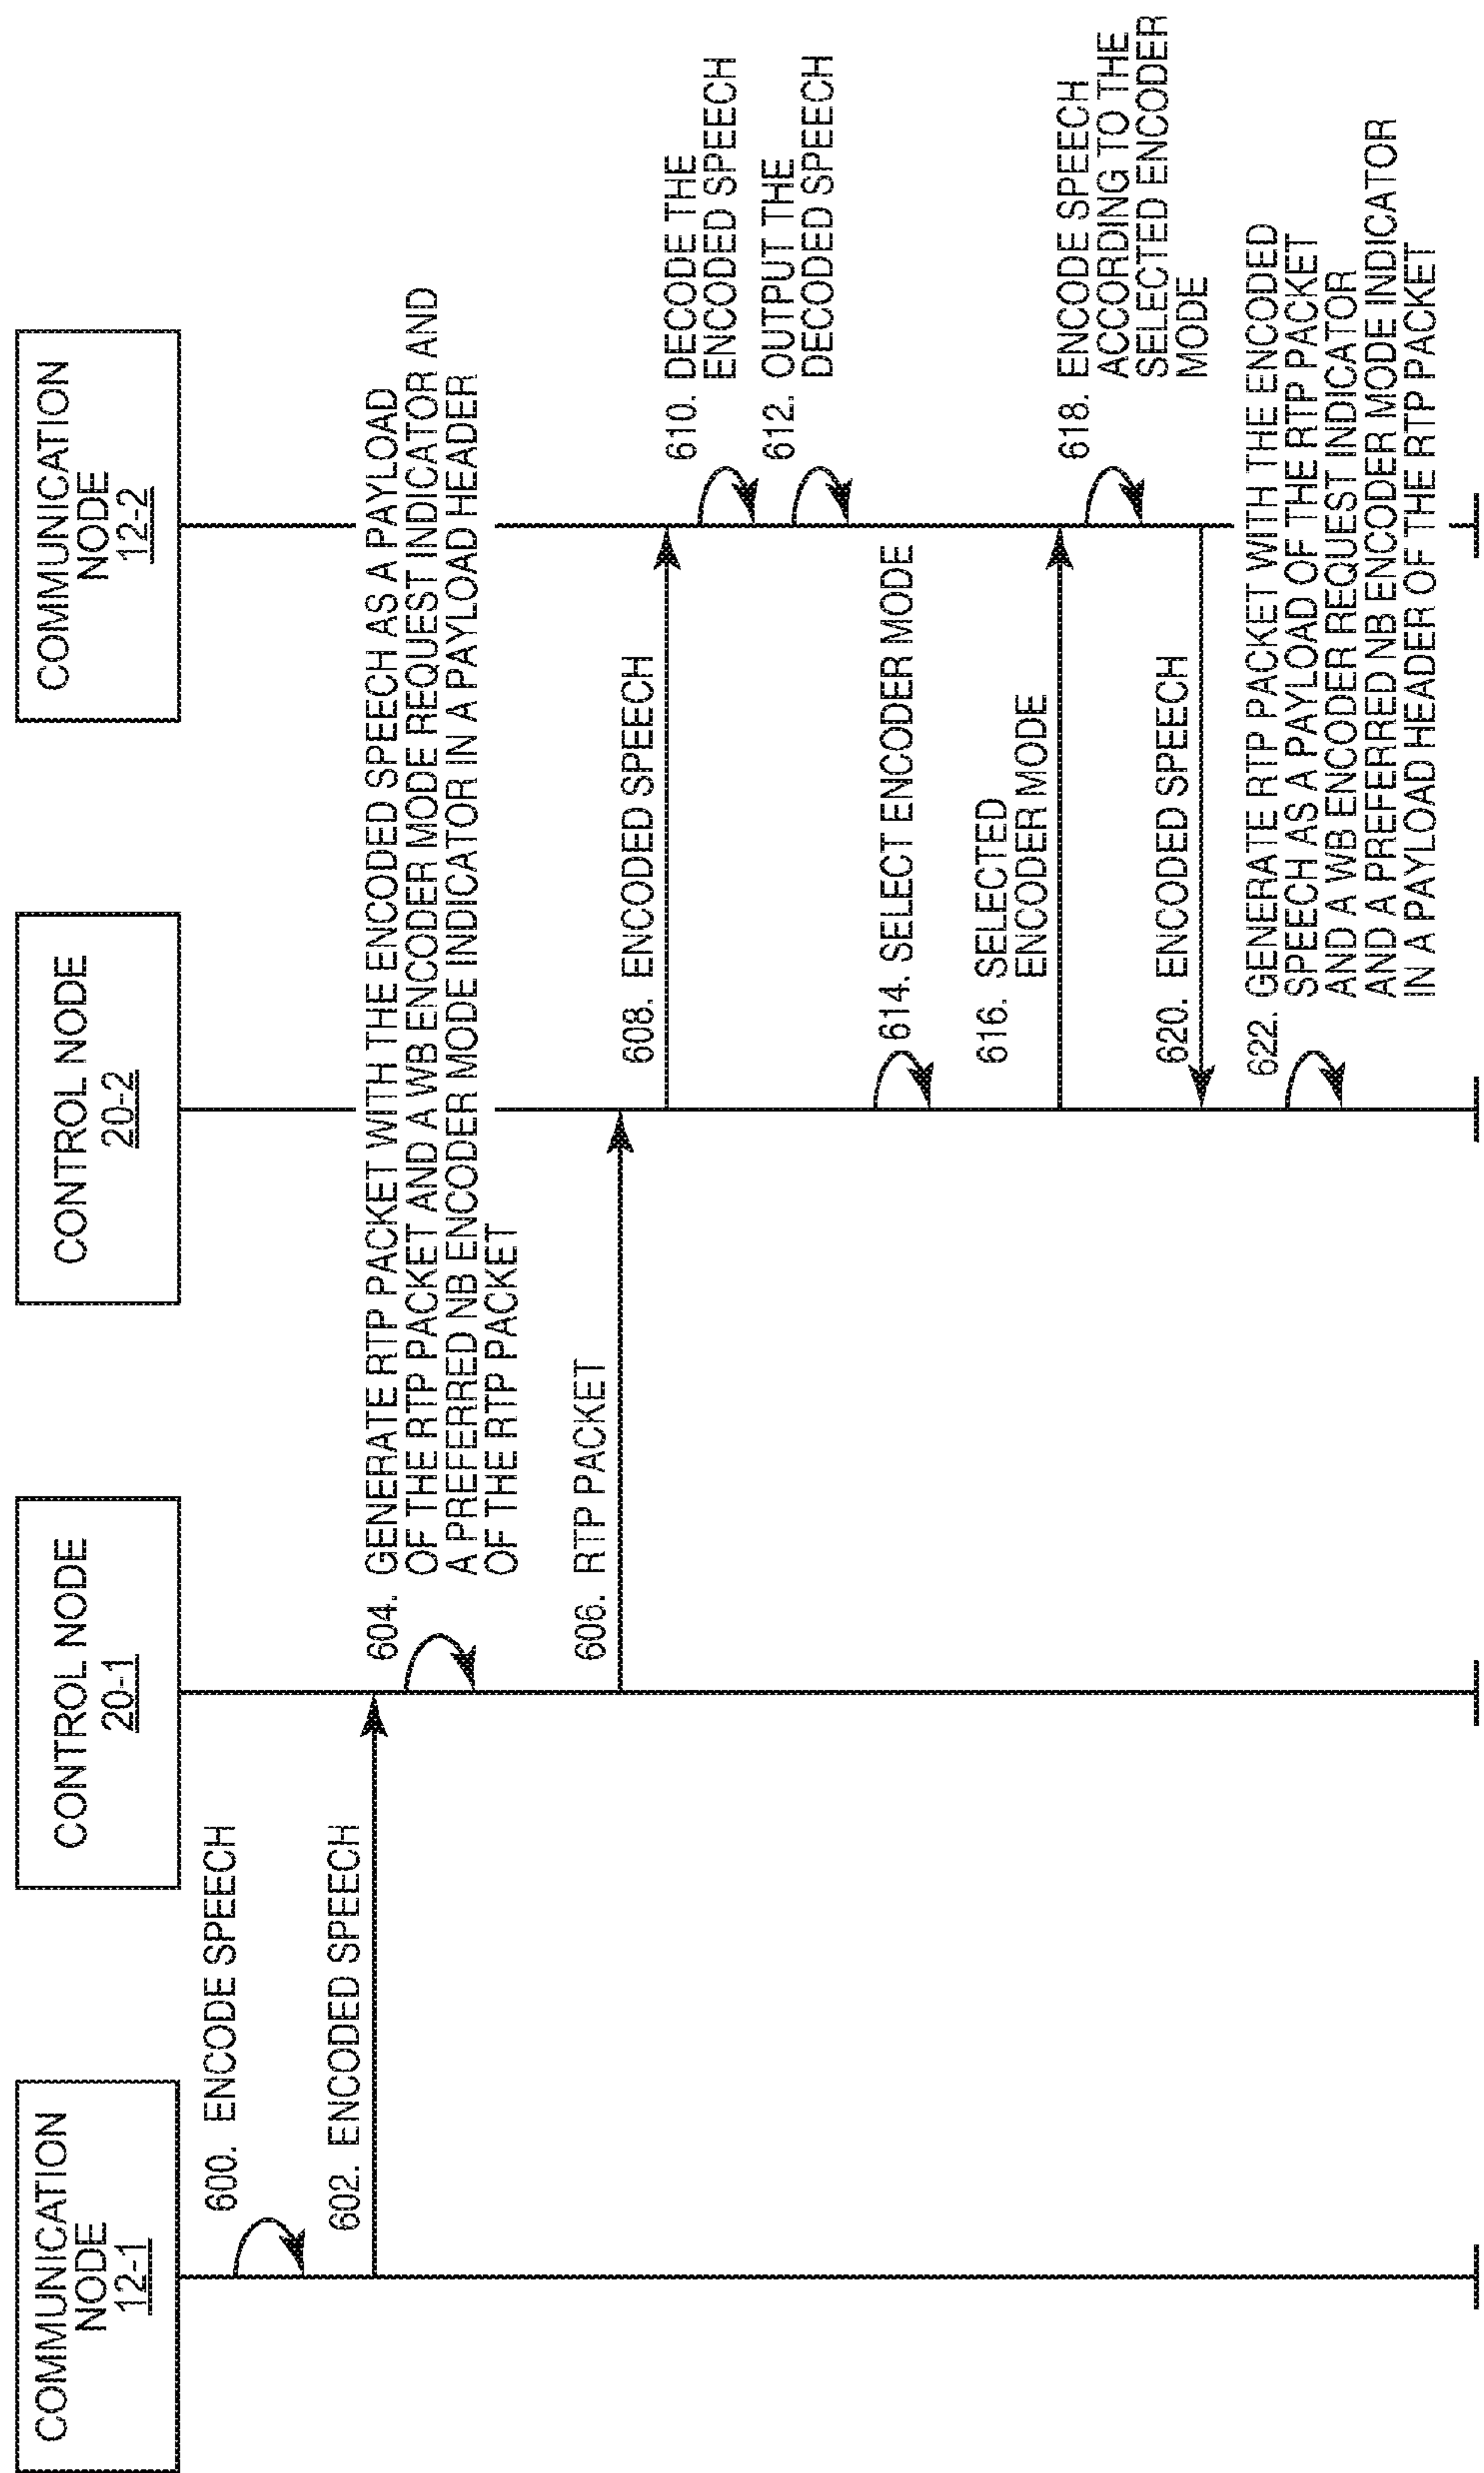 COMMUNICATION
NODE
12-1
CONTROL NODE
20-1
CONTROL NODE
20-2
COMMUNICATION
NODE
12-2
600. ENCODE SPEECH
602. ENCODED SPEECH
604. GENERATE RTP PACKET WITH THE ENCODED SPEECH AS A PAYLOAD
OF THE RTP PACKET AND A WB ENCODER MODE REQUEST INDICATOR AND
A PREFERRED NB ENCODER MODE INDICATOR IN A PAYLOAD HEADER
OF THE RTP PACKET
606. RTP PACKET
608. ENCODED SPEECH
610. DECODE THE
ENCODED SPEECH
612. OUTPUT THE
DECODED SPEECH
614. SELECT ENCODER MODE
616. SELECTED
ENCODER MODE
618. ENCODE SPEECH
ACCORDING TO THE
SELECTED ENCODER
MODE
620. ENCODED SPEECH
622. GENERATE RTP PACKET WITH THE ENCODED
SPEECH AS A PAYLOAD OF THE RTP PACKET
AND A WB ENCODER REQUEST INDICATOR
AND A PREFERRED NB ENCODER MODE INDICATOR
IN A PAYLOAD HEADER OF THE RTP PACKET